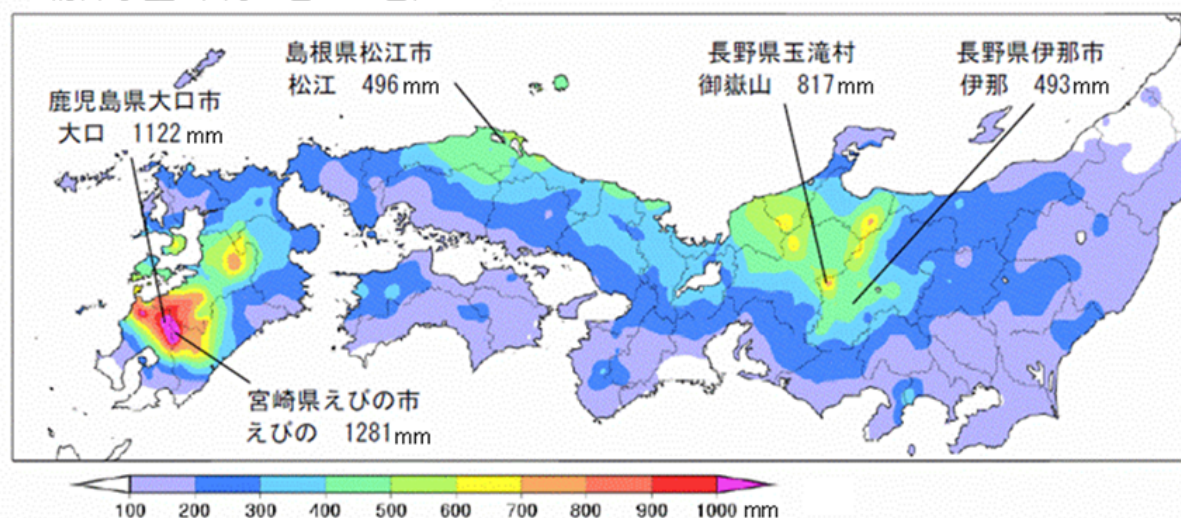 島根県松江市
松江 496mm
長野県玉滝村
御嶽山 817mm
長野県伊那市
伊那 493mm
鹿児島県大口市
大口 1122mm
宮崎県えびの市
えびの 1281mm
100 200 300 400 500 600 700 800 900 1000 mm